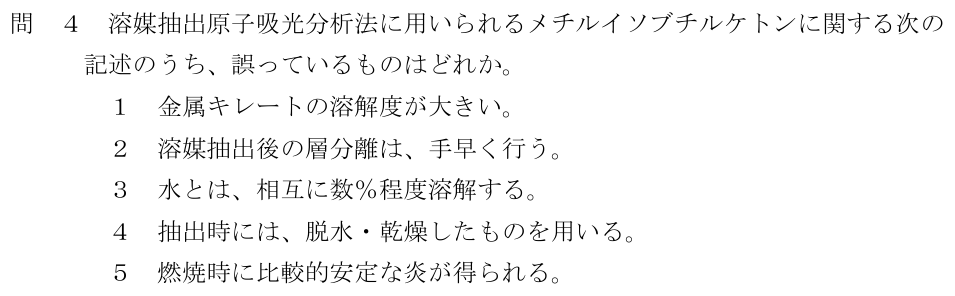 問　４　溶媒抽出原子吸光分析法に用いられるメチルイソブチルケトンに関する次の
記述のうち、誤っているものはどれか。
１　金属キレートの溶解度が大きい。
２　溶媒抽出後の層分離は、手早く行う。
３　水とは、相互に数％程度溶解する。
４　抽出時には、脱水・乾燥したものを用いる。
５　燃焼時に比較的安定な炎が得られる。